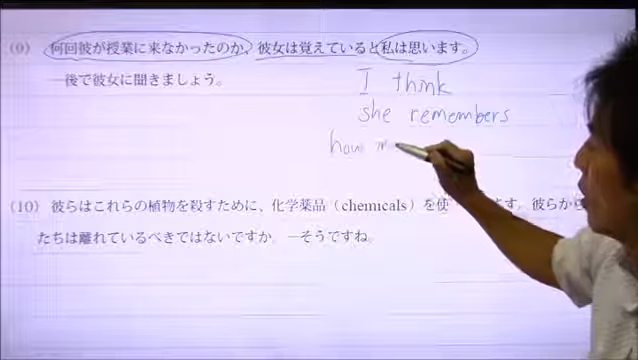 (9) 何回彼が授業に来なかったのか、彼女は覚えていると私は思います。
―後で彼女に聞きましょう。
I think
she remembers
how m
(10) 彼らはこれらの植物を殺すために、化学薬品（chemicals）を使 ます。彼らから
たちは離れているべきではないですか。―そうですね。